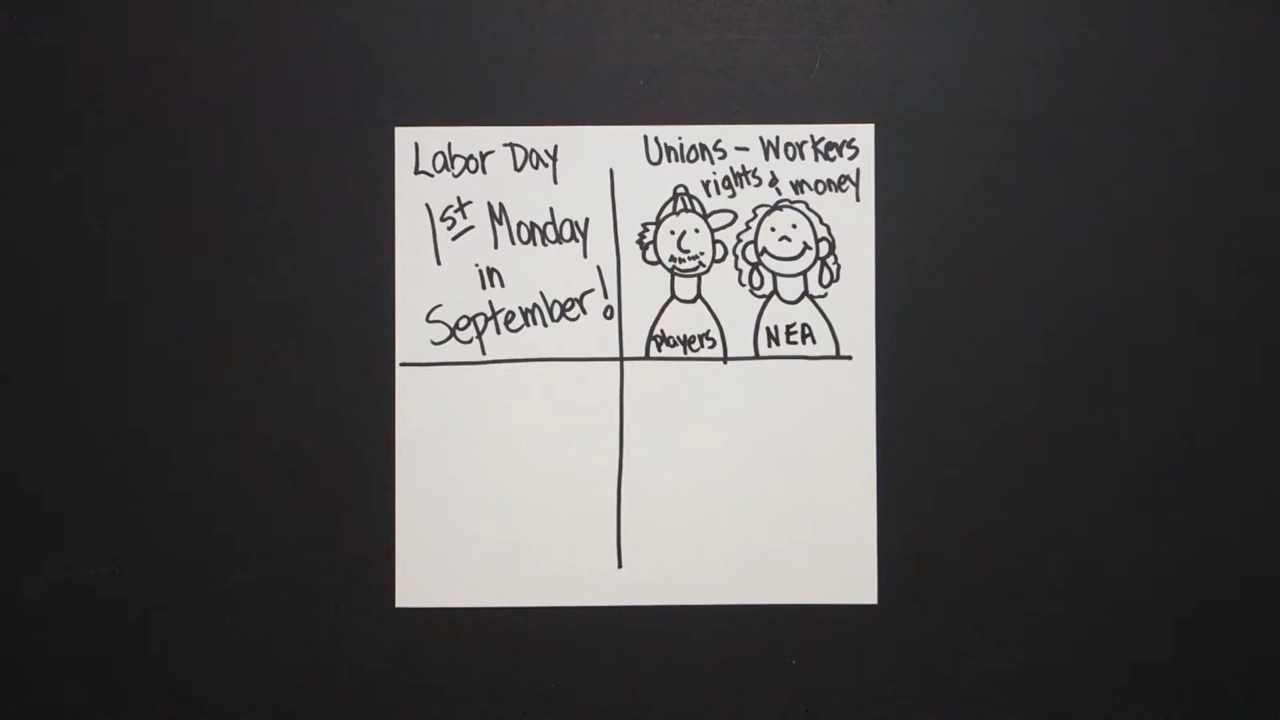 Labor Day
1st Monday
in
September!
Unions - Workers
rights & money
players
NEA